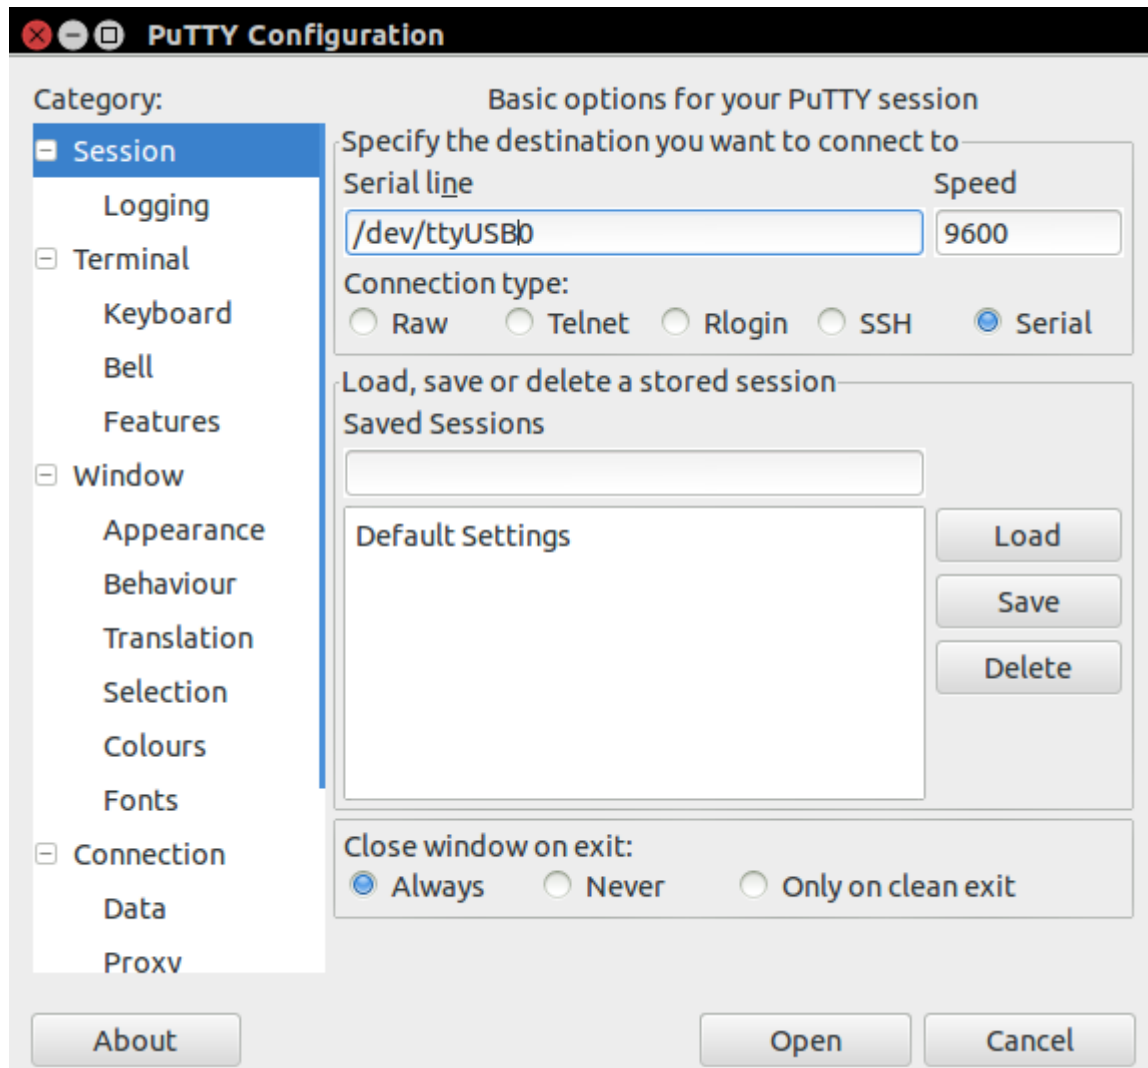 PuTTY Configuration
Category:
Session
Logging
Terminal
Keyboard
Bell
Features
Window
Appearance
Behaviour
Translation
Selection
Colours
Fonts
Connection
Data
Proxy
Basic options for your PuTTY session
Specify the destination you want to connect to
Serial line Speed
/dev/ttyUSB0 9600
Connection type:
Raw Telnet Rlogin SSH Serial
Load, save or delete a stored session
Saved Sessions
Default Settings
Load
Save
Delete
Close window on exit:
Always Never Only on clean exit
About Open Cancel